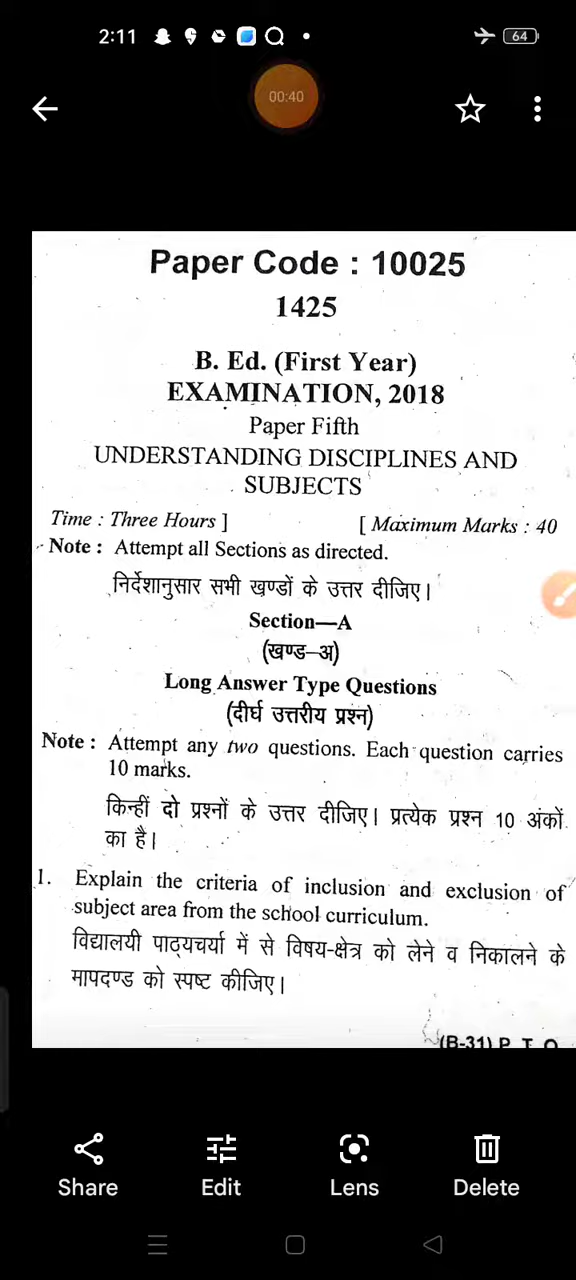 2:11
64
00:40
Paper Code : 10025
1425
B. Ed. (First Year)
EXAMINATION, 2018
Paper Fifth
UNDERSTANDING DISCIPLINES AND
SUBJECTS
Time : Three Hours ] [ Maximum Marks : 40
Note : Attempt all Sections as directed.
निर्देशानुसार सभी खण्डों के उत्तर दीजिए।
Section—A
(खण्ड–अ)
Long Answer Type Questions
(दीर्घ उत्तरीय प्रश्न)
Note : Attempt any two questions. Each question carries
10 marks.
किन्हीं दो प्रश्नों के उत्तर दीजिए। प्रत्येक प्रश्न 10 अंकों
का है।
1. Explain the criteria of inclusion and exclusion of
subject area from the school curriculum.
विद्यालयी पाठ्यचर्या में से विषय-क्षेत्र को लेने व निकालने के
मापदण्ड को स्पष्ट कीजिए।
(B-31) P. T. O
Share Edit Lens Delete